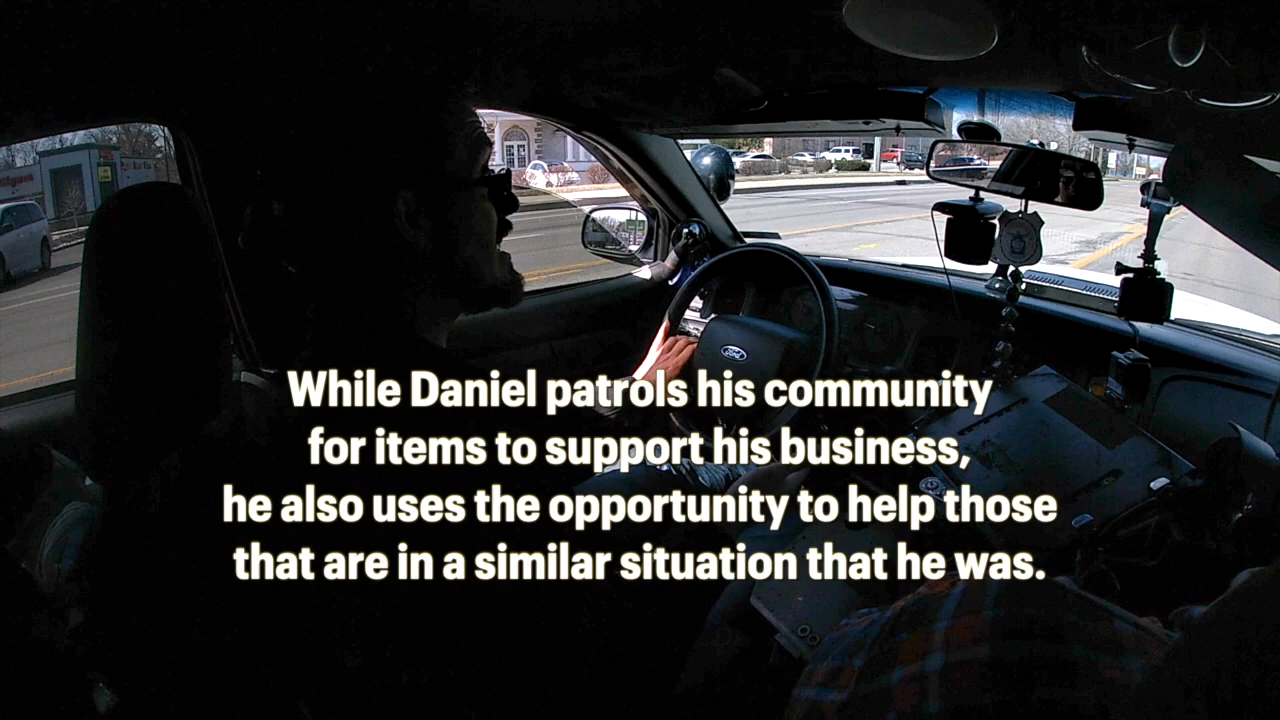 While Daniel patrols his community
for items to support his business,
he also uses the opportunity to help those
that are in a similar situation that he was.
Ford